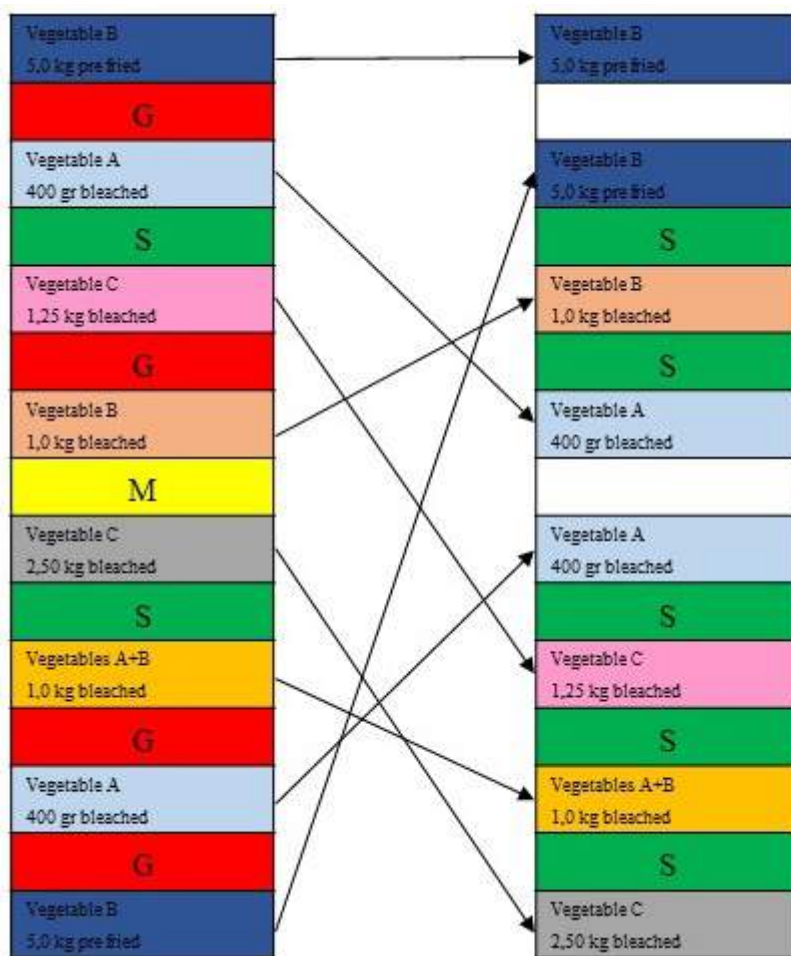 Vegetable B
5,0 kg pre fried
G
Vegetable A
400 gr bleached
S
Vegetable C
1,25 kg bleached
G
Vegetable B
1,0 kg bleached
M
Vegetable C
2,50 kg bleached
S
Vegetables A+B
1,0 kg bleached
G
Vegetable A
400 gr bleached
G
Vegetable B
5,0 kg pre fried
Vegetable B
5,0 kg pre fried
Vegetable B
5,0 kg pre fried
S
Vegetable B
1,0 kg bleached
S
Vegetable A
400 gr bleached
Vegetable A
400 gr bleached
S
Vegetable C
1,25 kg bleached
S
Vegetables A+B
1,0 kg bleached
S
Vegetable C
2,50 kg bleached